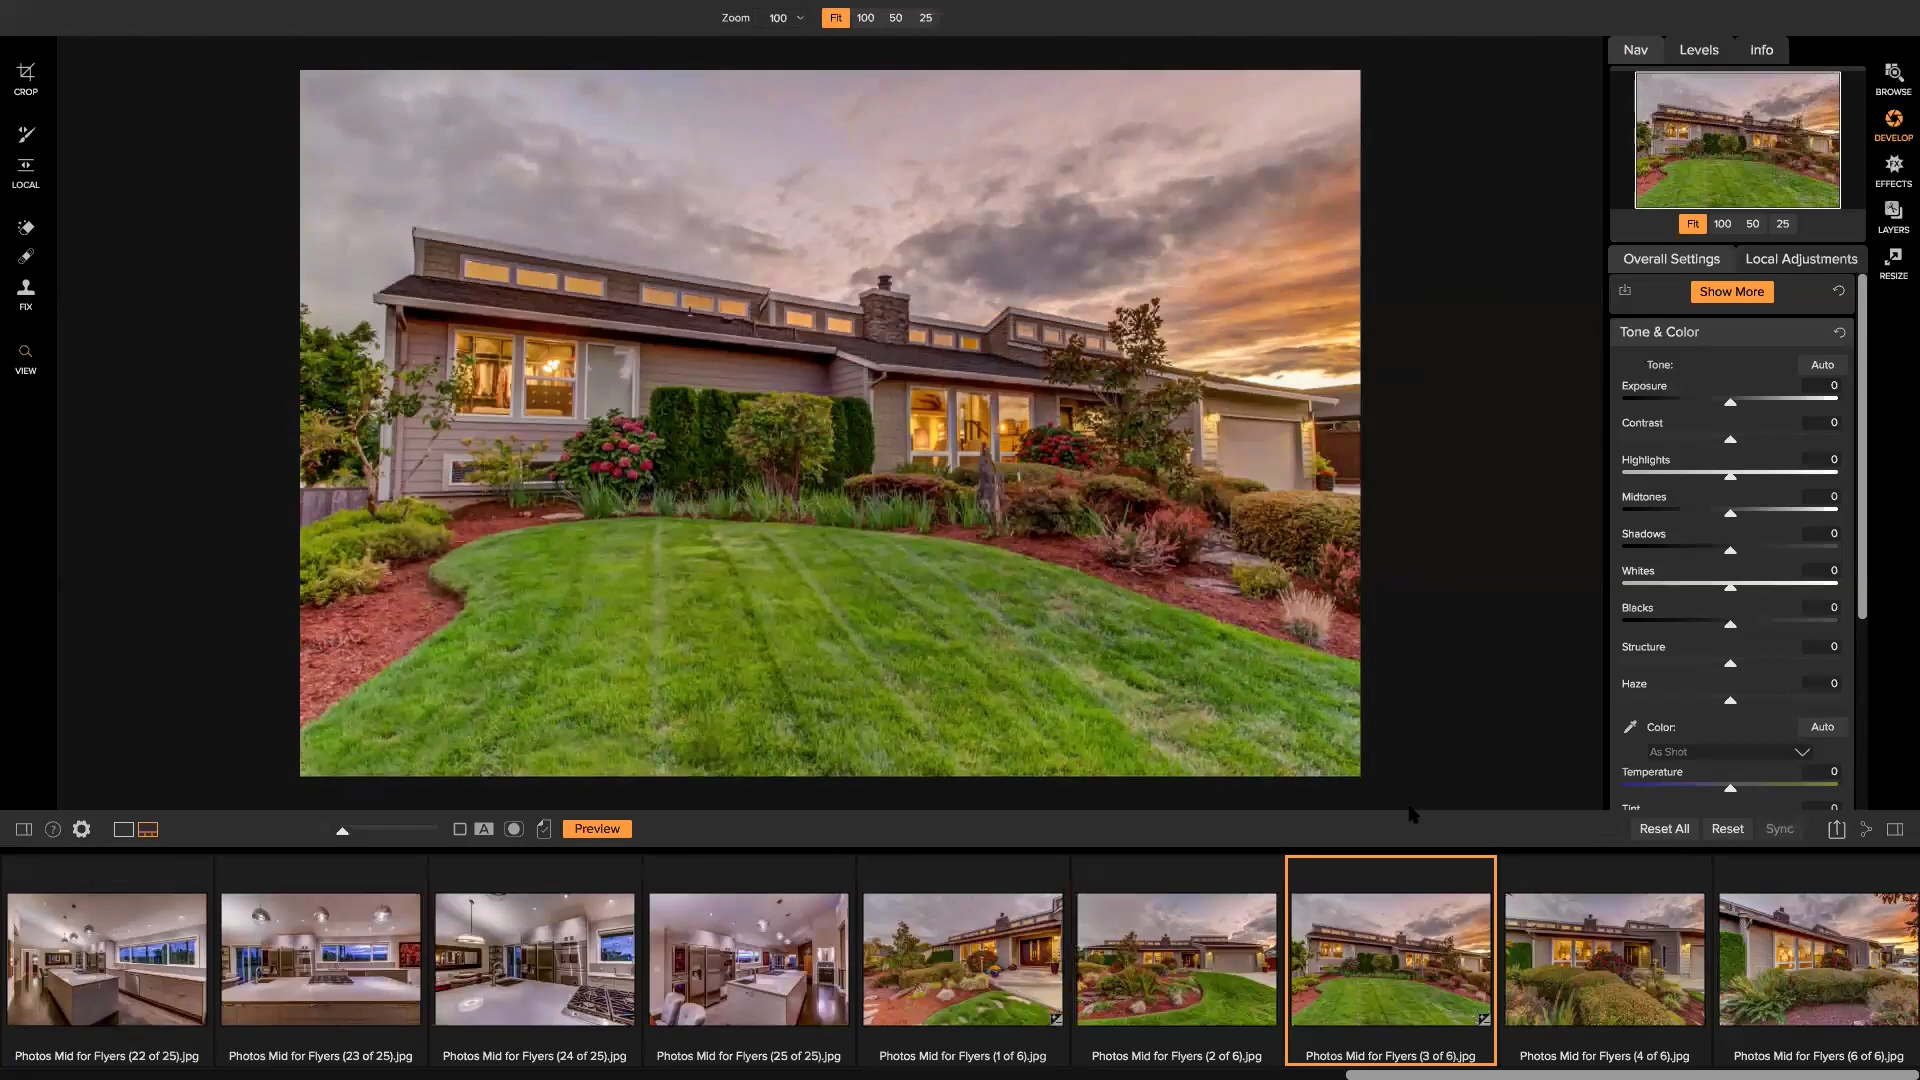 Zoom 100 Fit 100 50 25
CROP
LOCAL
FIX
VIEW
Nav Levels Info
Fit 100 50 25
BROWSE
DEVELOP
EFFECTS
LAYERS
RESIZE
Overall Settings Local Adjustments
Show More
Tone & Color
Tone: Auto
Exposure 0
Contrast 0
Highlights 0
Midtones 0
Shadows 0
Whites 0
Blacks 0
Structure 0
Haze 0
Color: Auto
As Shot
Temperature 0
Tint 0
? A Preview Reset All Reset Sync
Photos Mid for Flyers (22 of 25).jpg
Photos Mid for Flyers (23 of 25).jpg
Photos Mid for Flyers (24 of 25).jpg
Photos Mid for Flyers (25 of 25).jpg
Photos Mid for Flyers (1 of 6).jpg
Photos Mid for Flyers (2 of 6).jpg
Photos Mid for Flyers (3 of 6).jpg
Photos Mid for Flyers (4 of 6).jpg
Photos Mid for Flyers (6 of 6).jpg